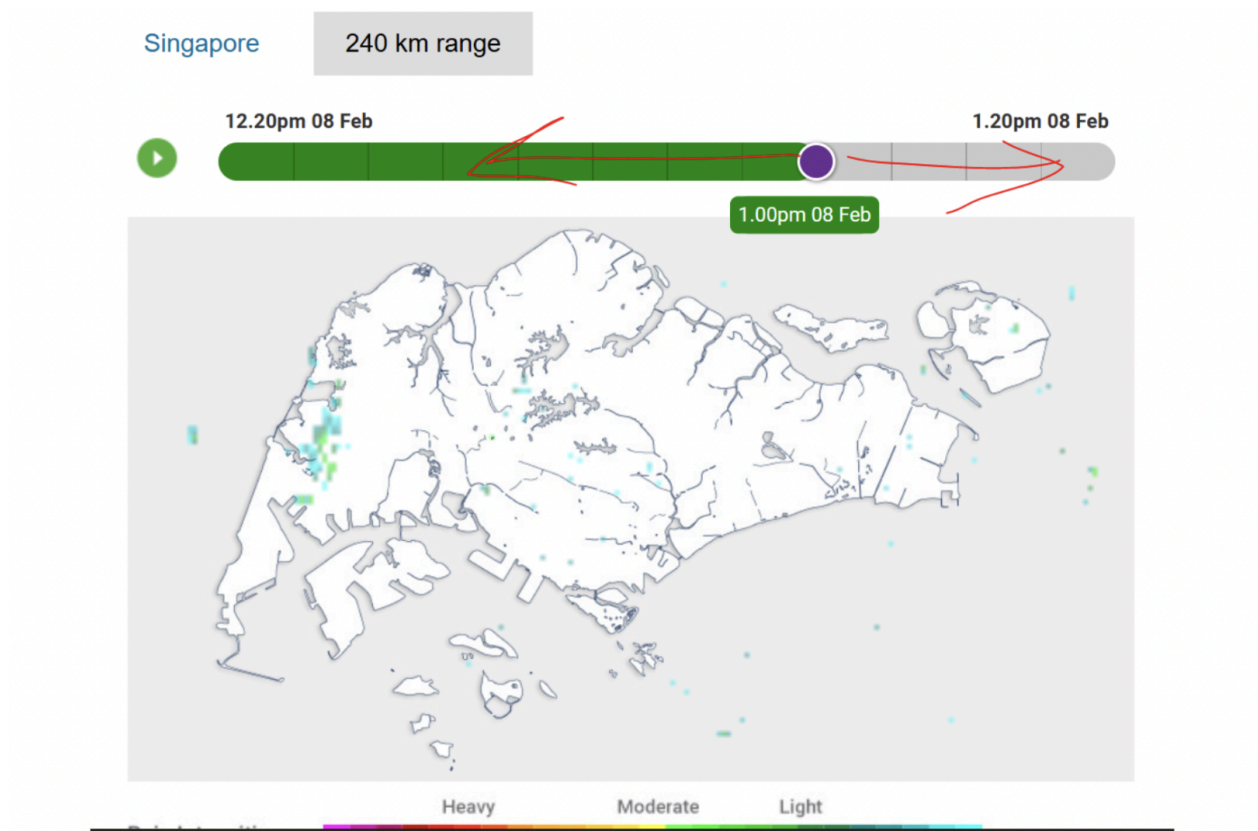 Singapore
240 km range
12.20pm 08 Feb
1.20pm 08 Feb
1.00pm 08 Feb
Heavy
Moderate
Light